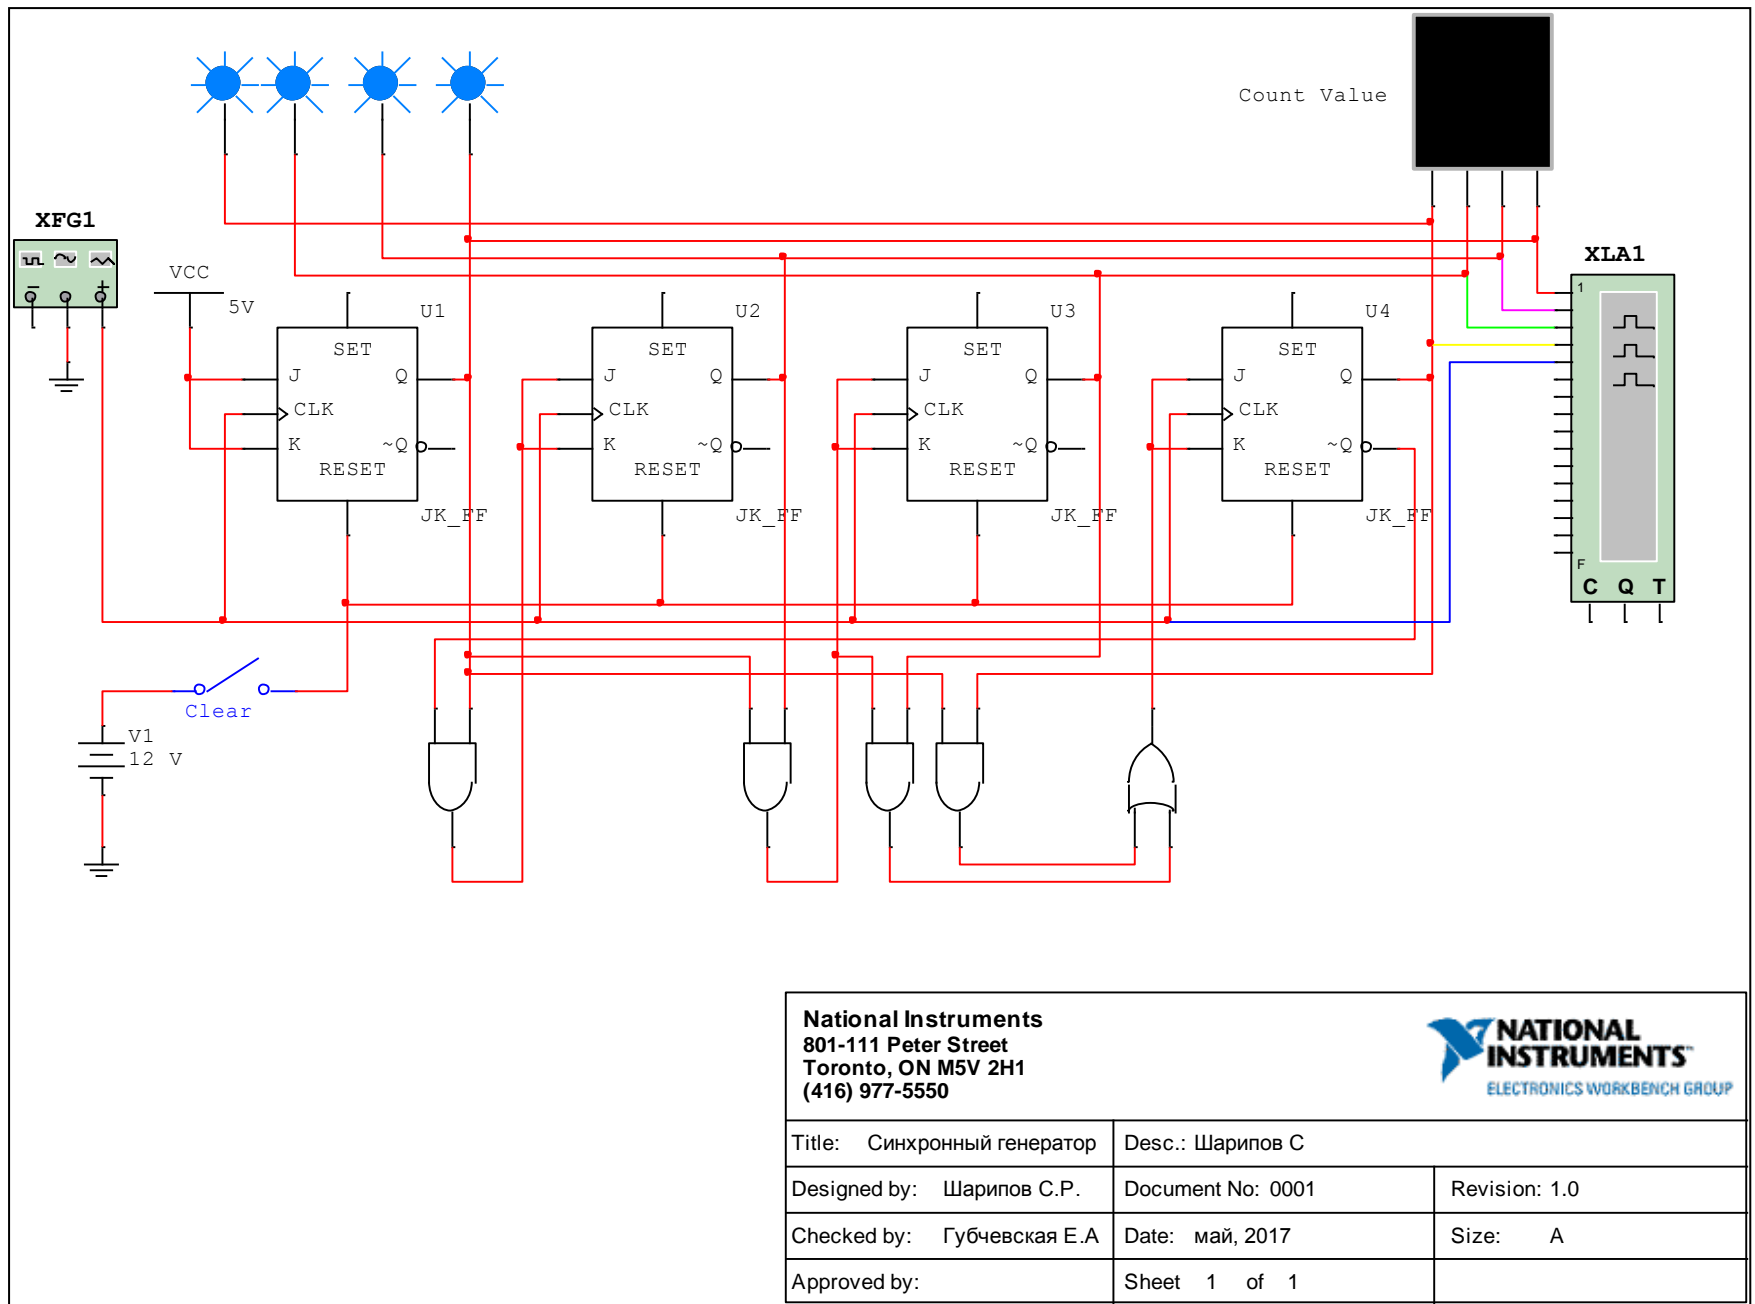 Count Value
XFG1
XLA1
VCC
5V
U1
U2
U3
U4
1
SET
J
Q
CLK
K
~Q
RESET
JK_FF
SET
J
Q
CLK
K
~Q
RESET
JK_FF
SET
J
Q
CLK
K
~Q
RESET
JK_FF
SET
J
Q
CLK
K
~Q
RESET
JK_FF
F
C Q T
Clear
V1
12 V
National Instruments
801-111 Peter Street
Toronto, ON M5V 2H1
(416) 977-5550
NATIONAL
INSTRUMENTS™
ELECTRONICS WORKBENCH GROUP
Title: Синхронный генератор
Desc.: Шарипов С
Designed by: Шарипов С.Р.
Document No: 0001
Revision: 1.0
Checked by: Губчевская Е.А
Date: май, 2017
Size: A
Approved by:
Sheet 1 of 1